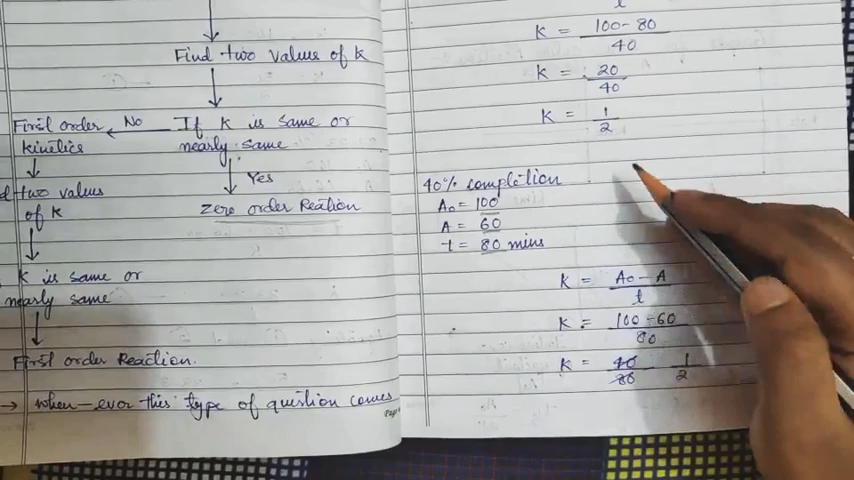 Find two values of k
First order No If K is same or
kinetics nearly same
Yes
two values
of k
Zero order Reation
K is same or
nearly same
First order Reaction.
→ when-ever this type of question comes
t
K = 100-80
40
K = 20
40
K = 1
2
40% completion
A₀ = 100
A = 60
t = 80 mins
K = A₀ - A
t
K = 100-60
80
K = 40 1
80 2